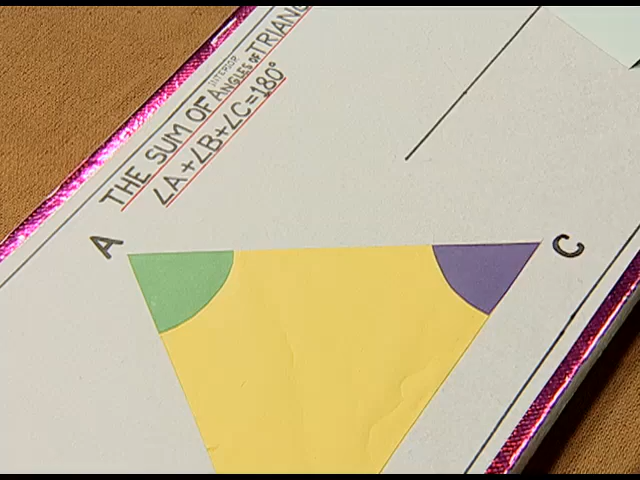 THE SUM OF INTERIOR ANGLES OF TRIANG
∠A+∠B+∠C=180°
A
C